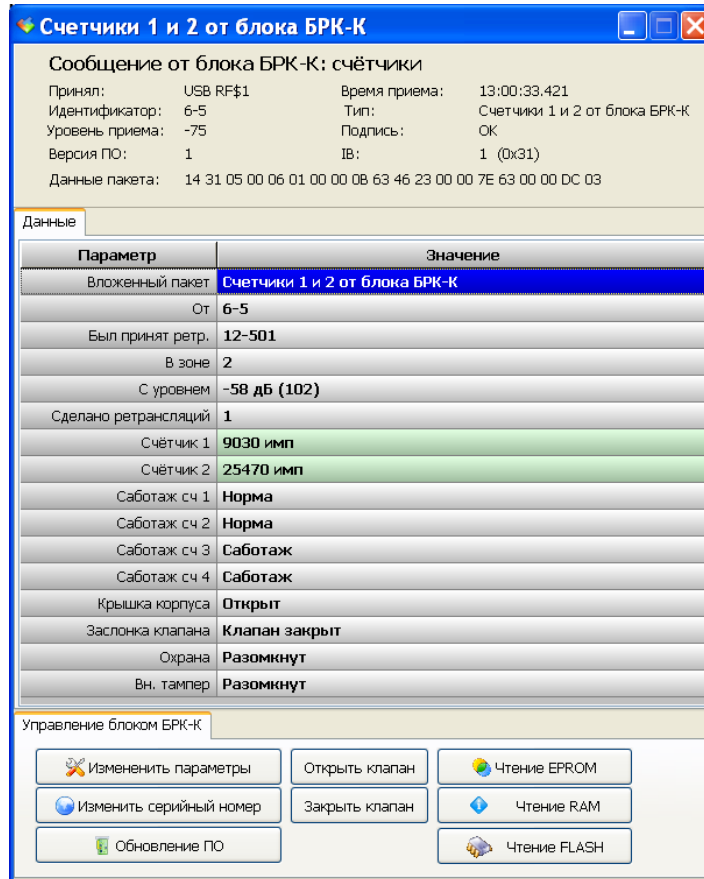 Счетчики 1 и 2 от блока БРК-К
Сообщение от блока БРК-К: счётчики
Принял: USB RF$1 Время приема: 13:00:33.421
Идентификатор: 6-5 Тип: Счетчики 1 и 2 от блока БРК-К
Уровень приема: -75 Подпись: OK
Версия ПО: 1 IB: 1 (0x31)
Данные пакета: 14 31 05 00 06 01 00 00 0B 63 46 23 00 00 7E 63 00 00 DC 03
Данные
Параметр Значение
Вложенный пакет Счетчики 1 и 2 от блока БРК-К
От 6-5
Был принят ретр. 12-501
В зоне 2
С уровнем -58 дБ (102)
Сделано ретрансляций 1
Счётчик 1 9030 имп
Счётчик 2 25470 имп
Саботаж сч 1 Норма
Саботаж сч 2 Норма
Саботаж сч 3 Саботаж
Саботаж сч 4 Саботаж
Крышка корпуса Открыт
Заслонка клапана Клапан закрыт
Охрана Разомкнут
Вн. тампер Разомкнут
Управление блоком БРК-К
Измененить параметры Открыть клапан Чтение EPROM
Изменить серийный номер Закрыть клапан Чтение RAM
Обновление ПО Чтение FLASH